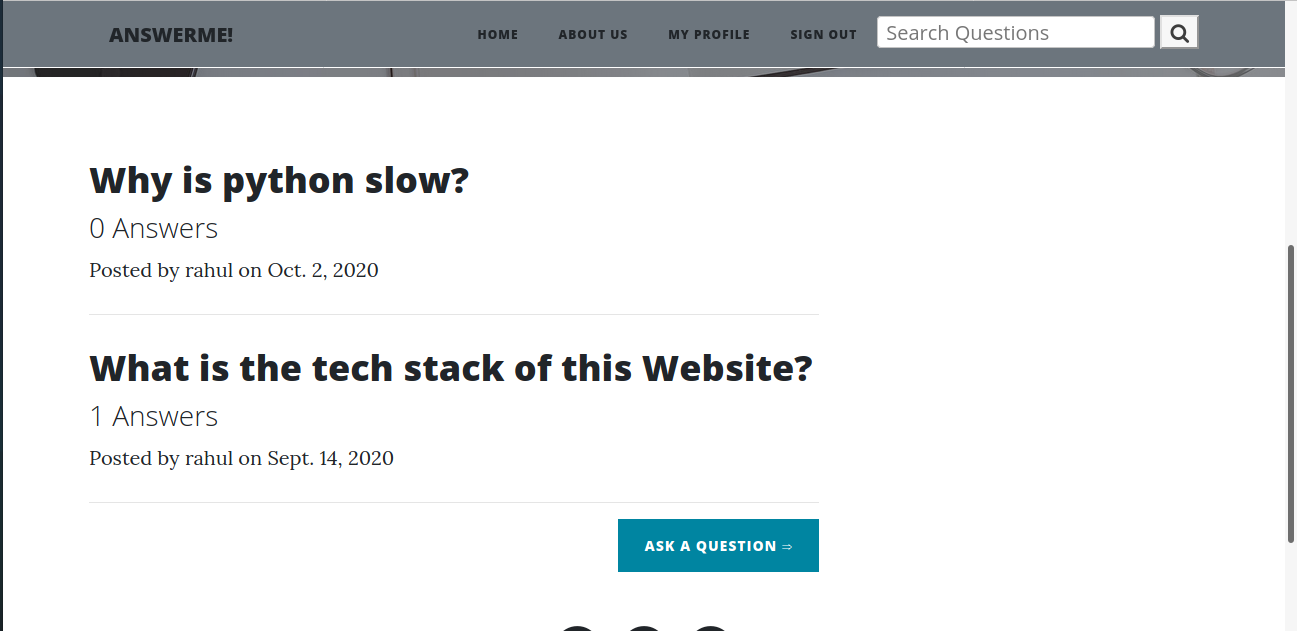 ANSWERME!
HOME ABOUT US MY PROFILE SIGN OUT Search Questions
Why is python slow?
0 Answers
Posted by rahul on Oct. 2, 2020
What is the tech stack of this Website?
1 Answers
Posted by rahul on Sept. 14, 2020
ASK A QUESTION ⇒